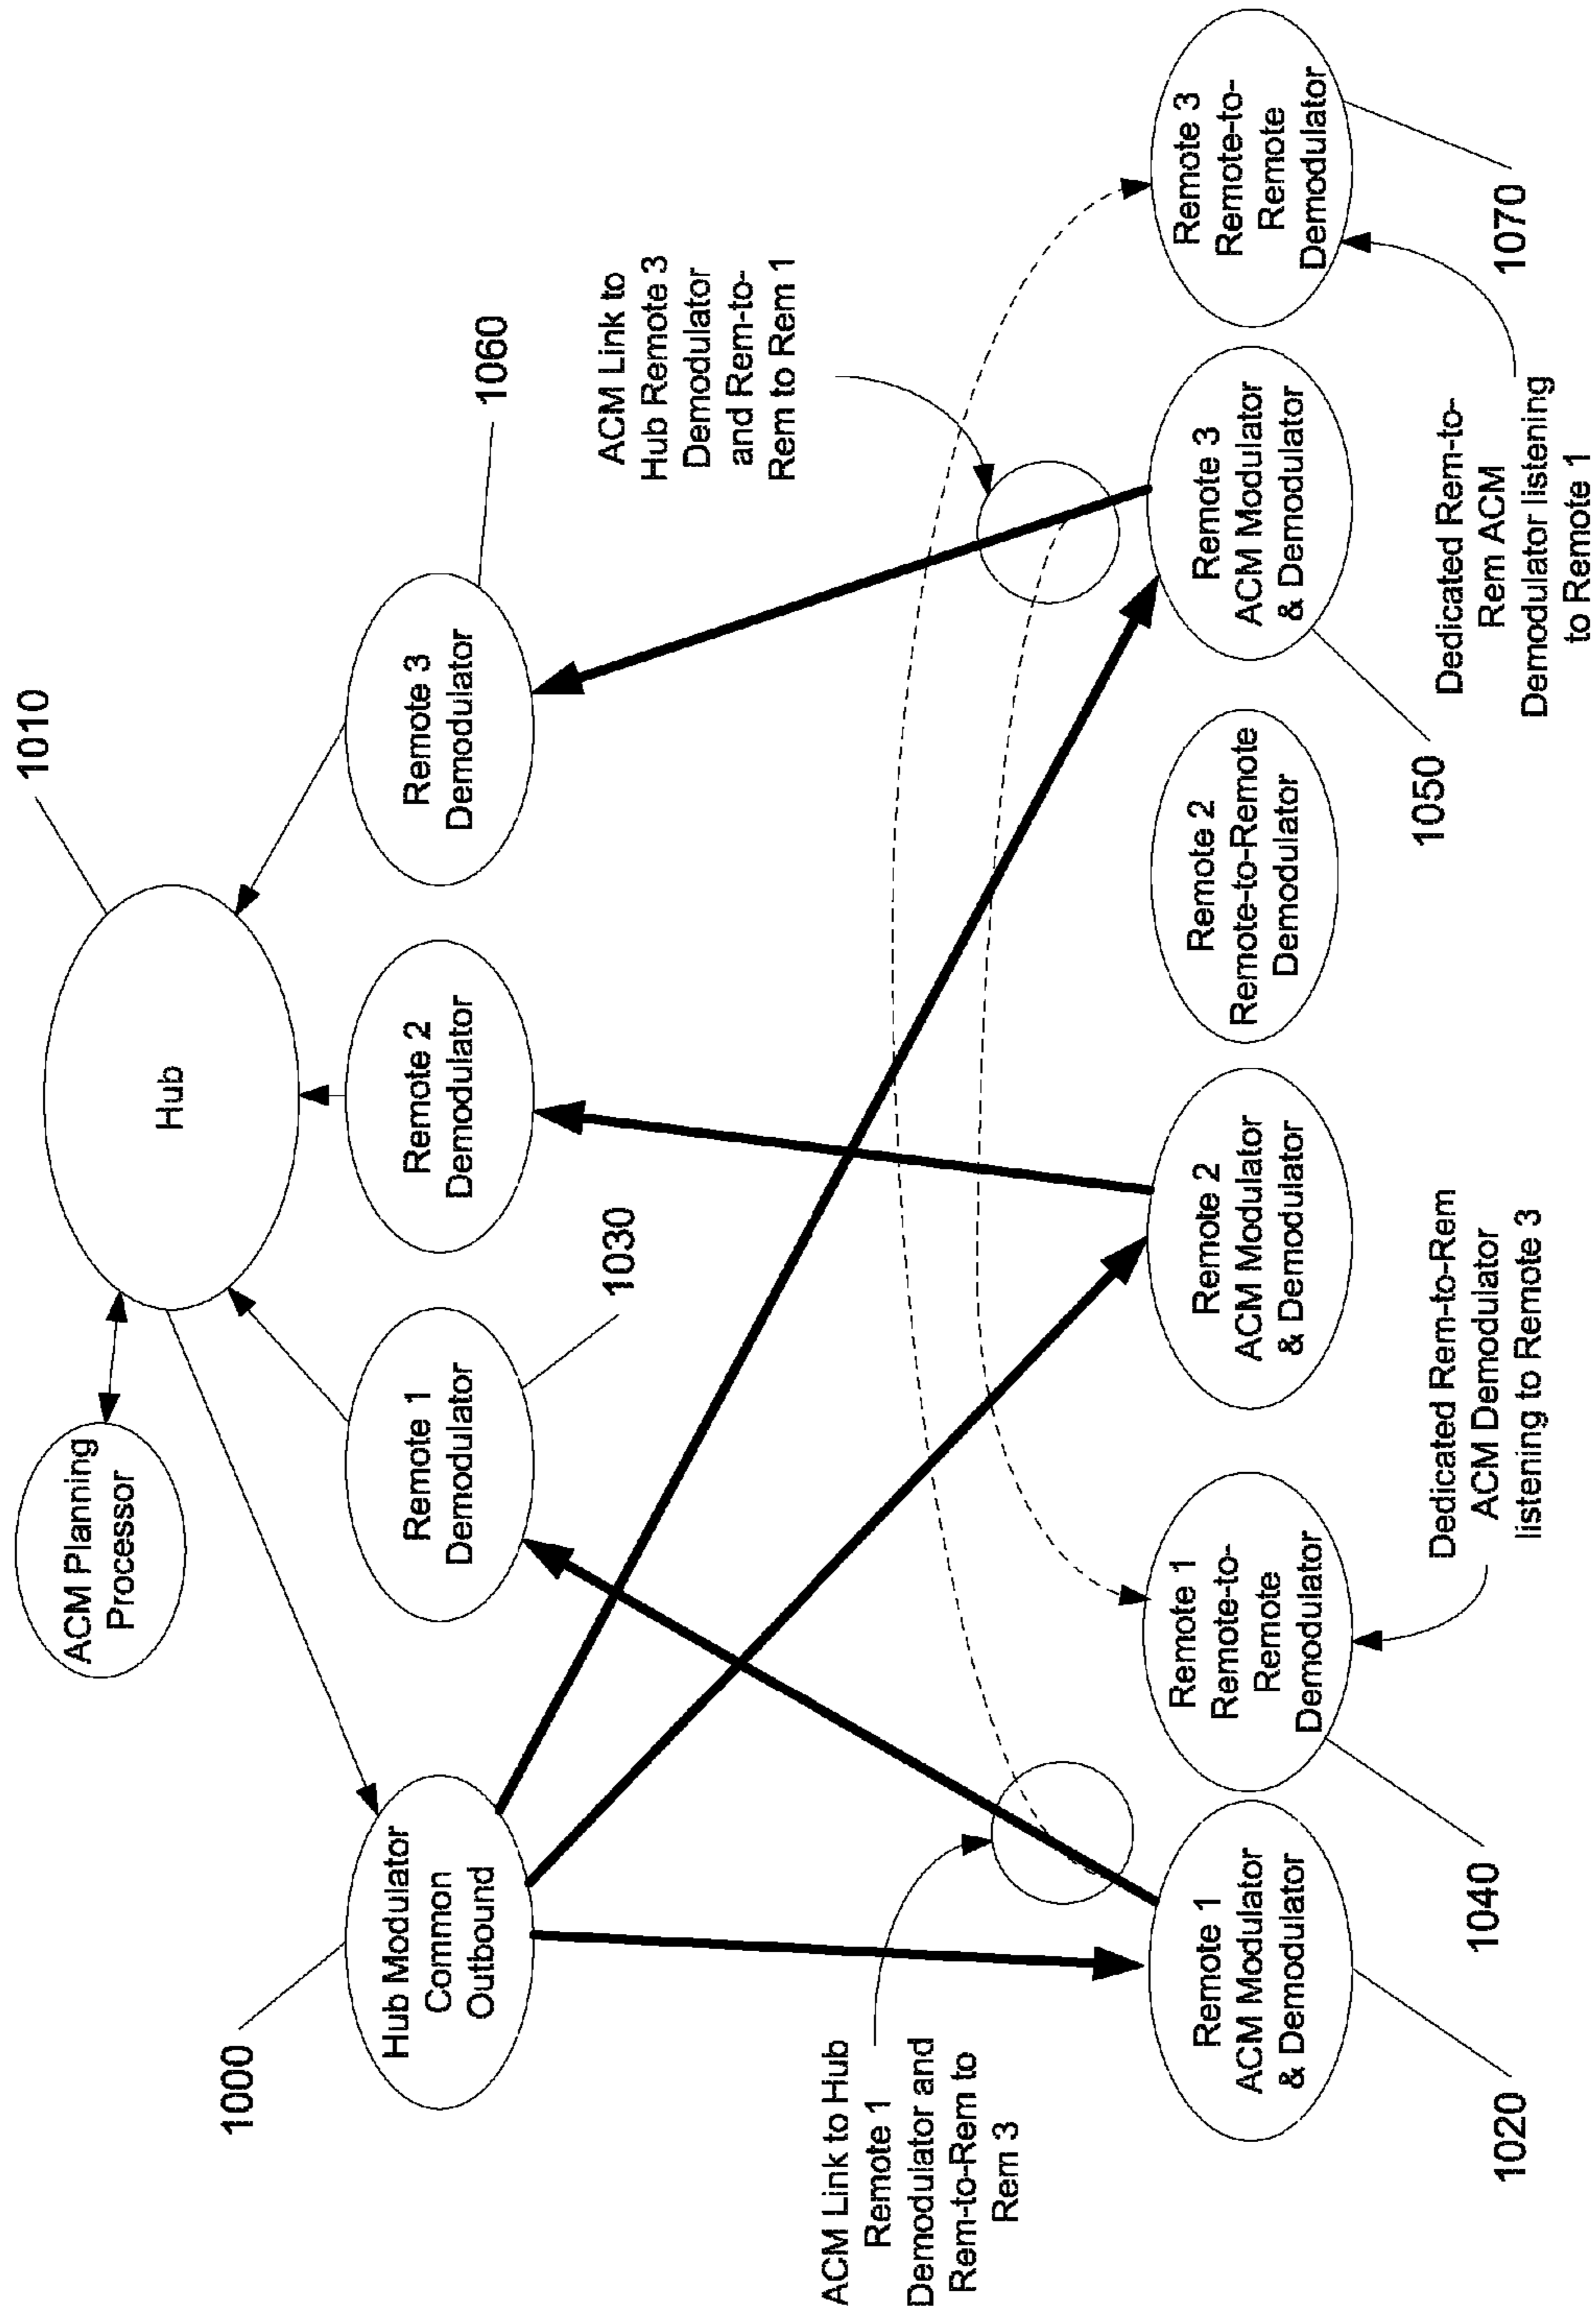 1010
ACM Planning
Processor
Hub
1000
Hub Modulator
Common
Outbound
Remote 1
Demodulator
1030
Remote 2
Demodulator
Remote 3
Demodulator
1060
ACM Link to Hub
Remote 1
Demodulator and
Rem-to-Rem to
Rem 3
ACM Link to
Hub Remote 3
Demodulator
and Rem-to-
Rem to Rem 1
Remote 1
ACM Modulator
& Demodulator
Remote 1
Remote-to-
Remote
Demodulator
Remote 2
ACM Modulator
& Demodulator
Remote 2
Remote-to-Remote
Demodulator
Remote 3
ACM Modulator
& Demodulator
Remote 3
Remote-to-
Remote
Demodulator
1020
1040
Dedicated Rem-to-Rem
ACM Demodulator
listening to Remote 3
1050
Dedicated Rem-to-
Rem ACM
Demodulator listening
to Remote 1
1070